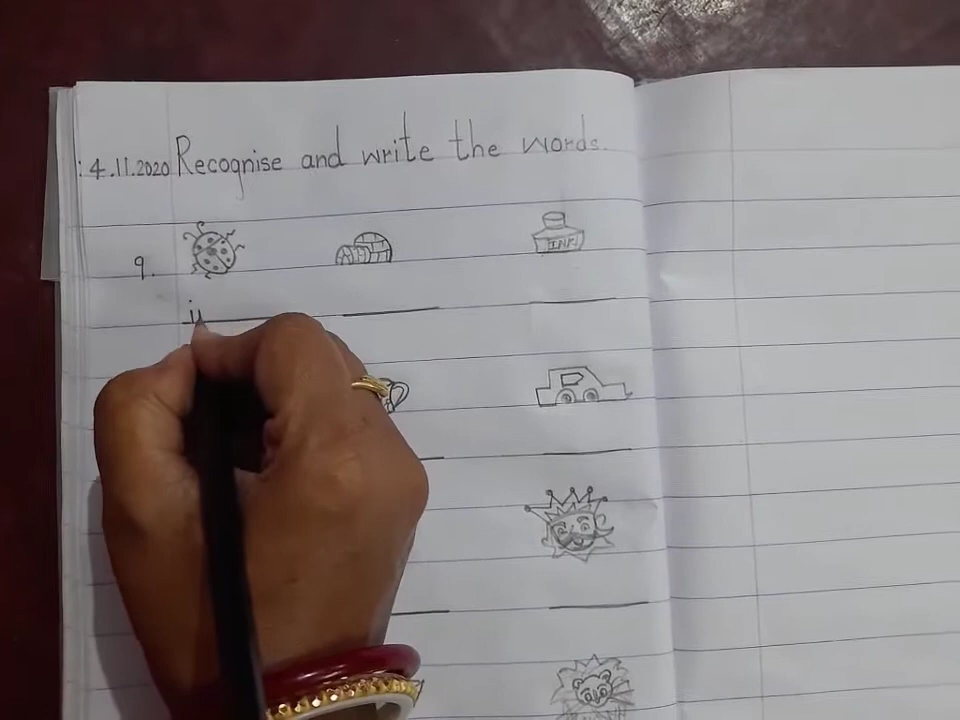 :4.11.2020 Recognise and write the words.
9.
INK